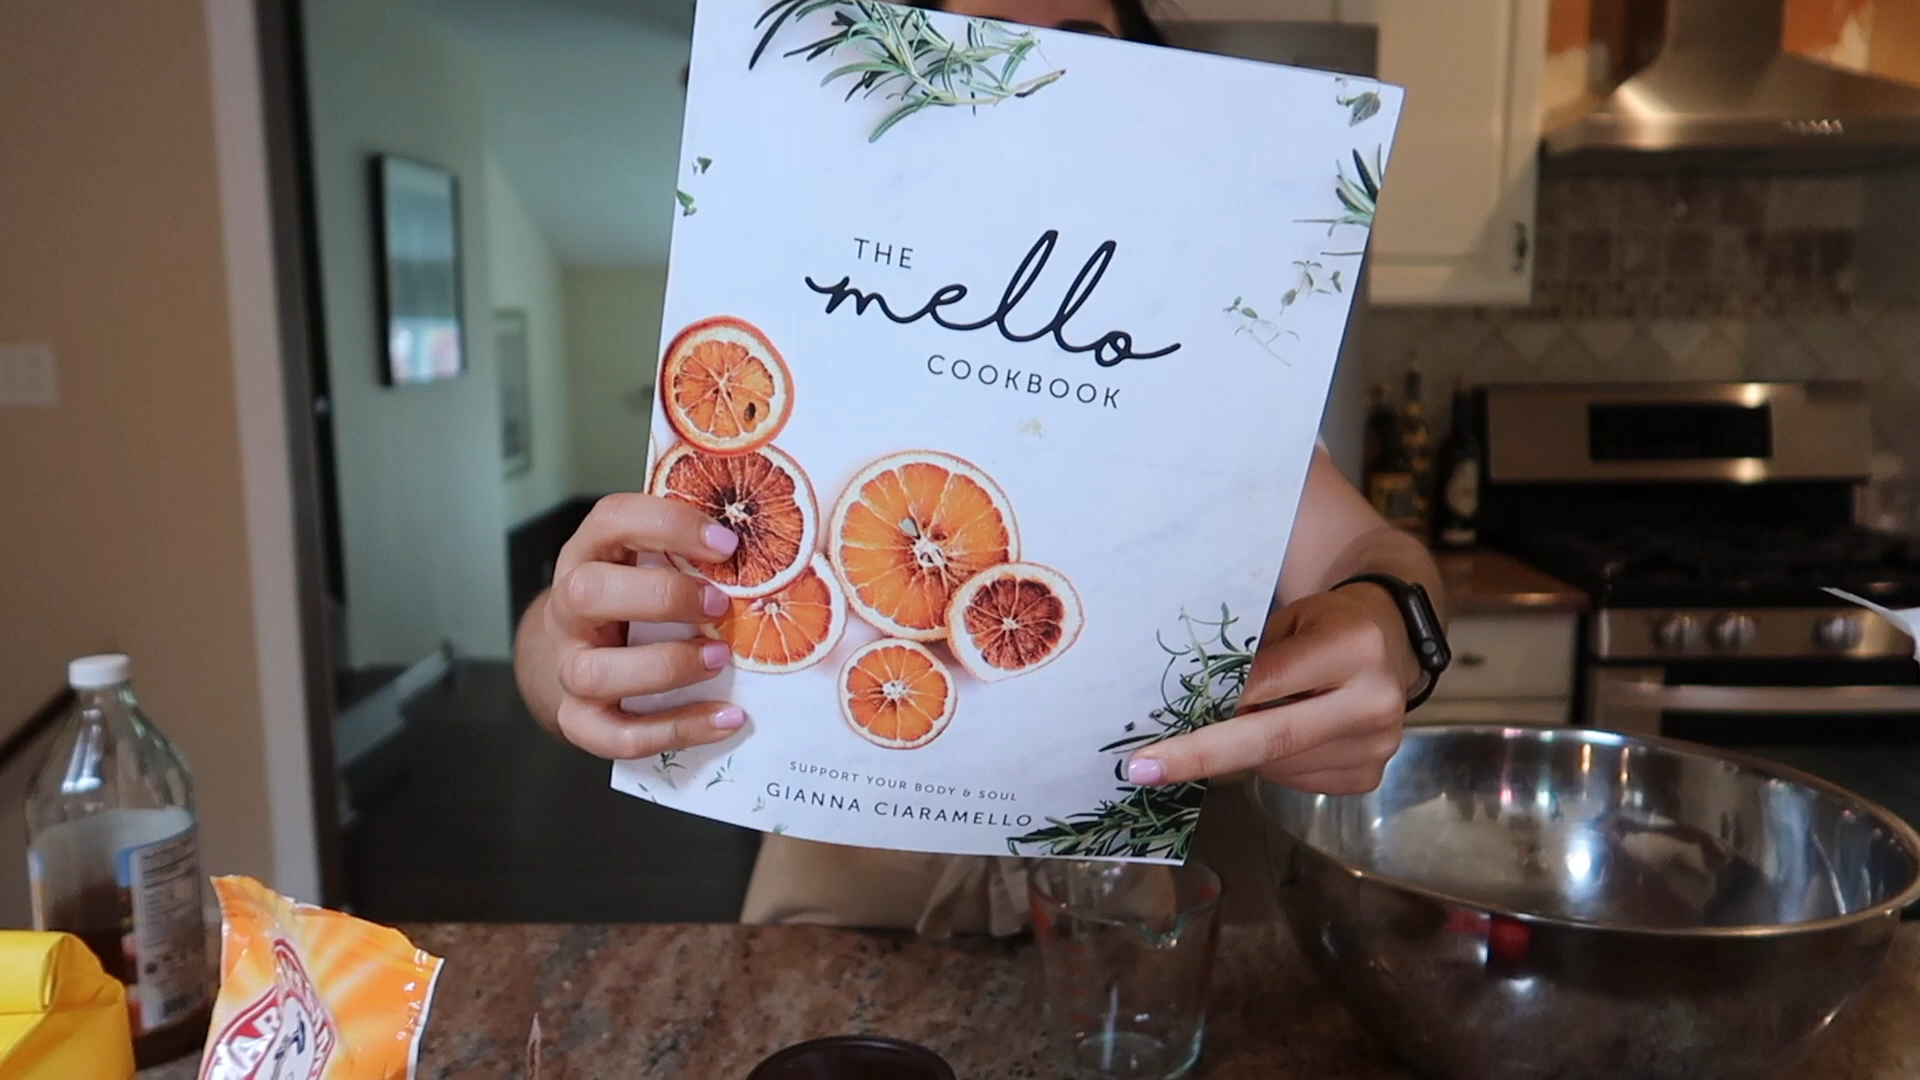 THE
mello
COOKBOOK
SUPPORT YOUR BODY & SOUL
GIANNA CIARAMELLO